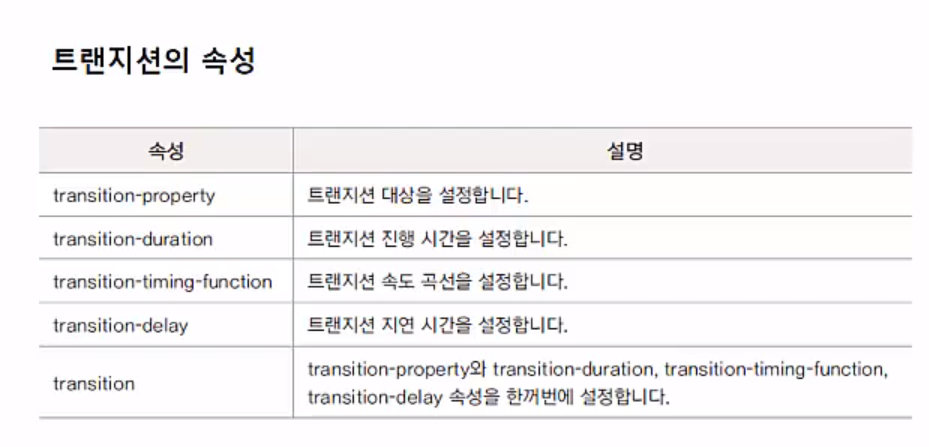 트랜지션의 속성
속성 설명
transition-property 트랜지션 대상을 설정합니다.
transition-duration 트랜지션 진행 시간을 설정합니다.
transition-timing-function 트랜지션 속도 곡선을 설정합니다.
transition-delay 트랜지션 지연 시간을 설정합니다.
transition transition-property와 transition-duration, transition-timing-function,
transition-delay 속성을 한꺼번에 설정합니다.